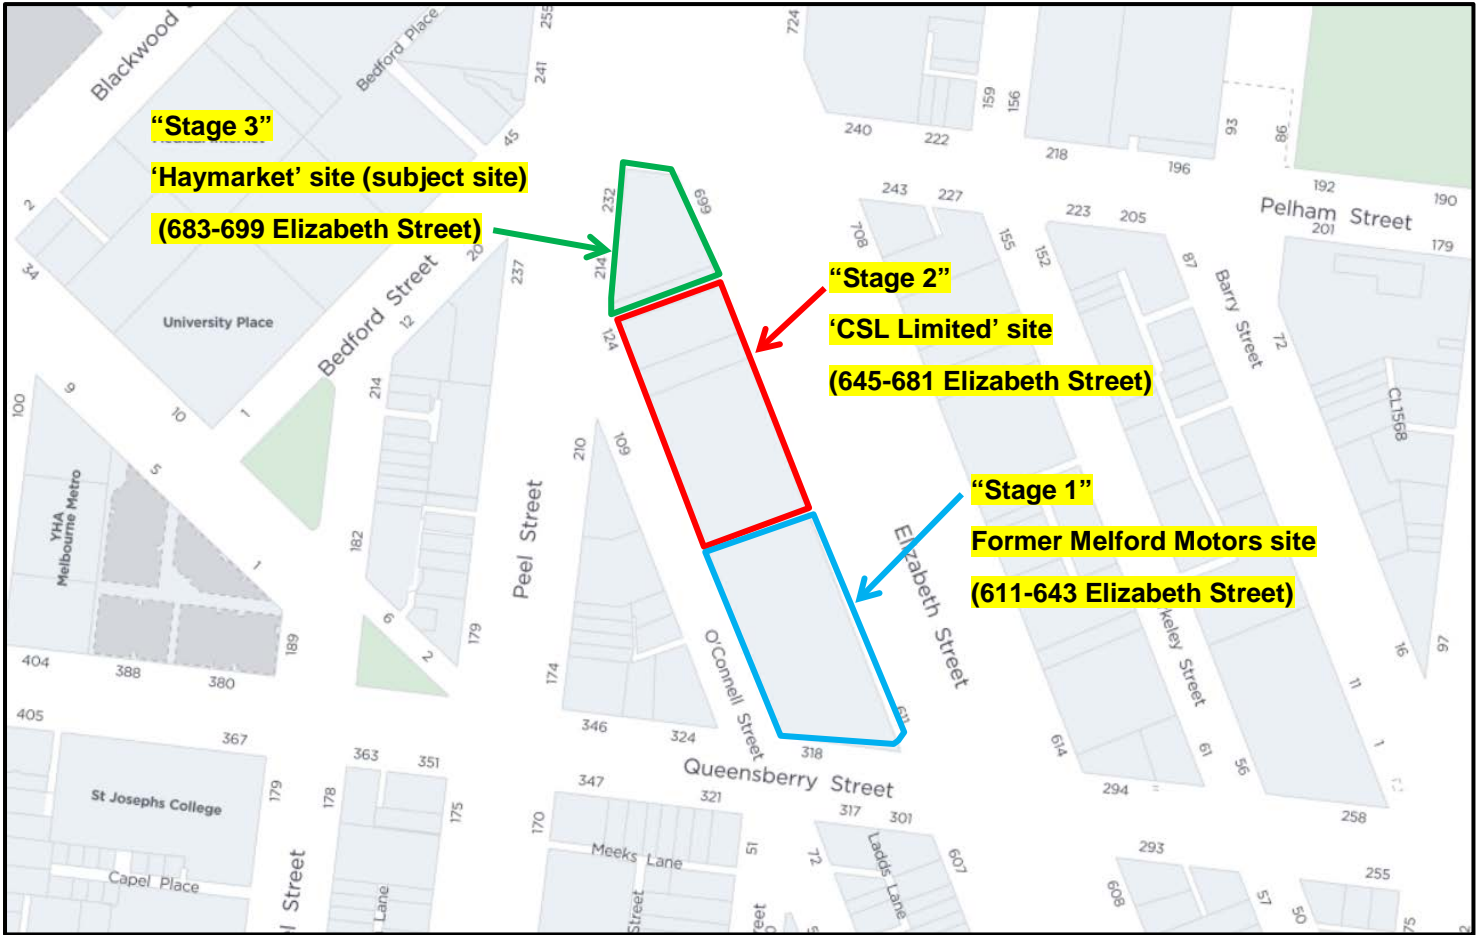 Blackwood
Bedford Place
255
241
724
“Stage 3”
‘Haymarket’ site (subject site)
(683-699 Elizabeth Street)
45
2
34
20
237
232
214
699
124
University Place
Bedford Street
12
1
10
9
5
1
100
214
YHA
Melbourne Metro
182
189
6
2
179
404
388
380
Peel Street
210
109
174
346
324
O'Connell Street
240
222
159
156
218
196
93
86
192
190
Pelham Street
201
179
243
227
708
155
152
223
205
87
Barry Street
72
CL1568
“Stage 2”
‘CSL Limited’ site
(645-681 Elizabeth Street)
“Stage 1”
Former Melford Motors site
(611-643 Elizabeth Street)
Elizabeth Street
keley Street
611
318
Queensberry Street
614
294
61
56
11
1
16
97
258
405
367
363
351
179
178
175
St Josephs College
Capel Place
l Street
Lane
347
321
170
Meeks Lane
51
Street
reet
317
301
72
Ladds Lane
607
293
608
57
50
255
75